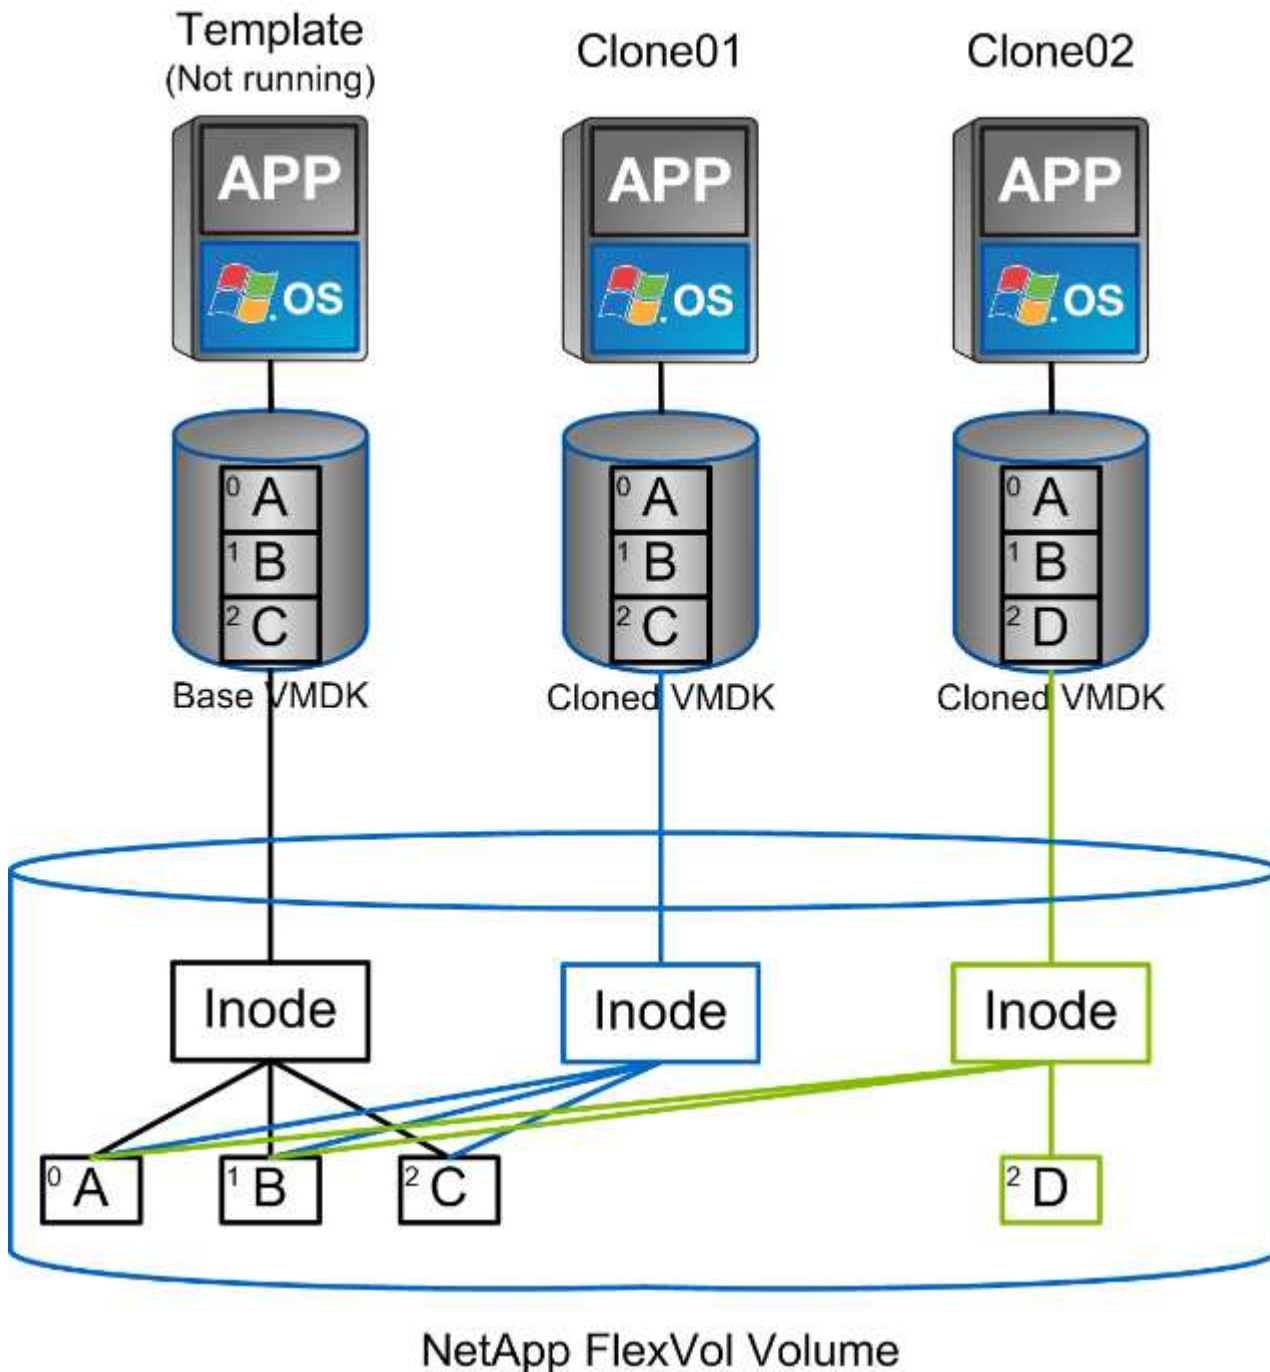 Template
(Not running)
Clone01
Clone02
APP
APP
APP
OS
OS
OS
0 A
0 A
0 A
1 B
1 B
1 B
2 C
2 C
2 D
Base VMDK
Cloned VMDK
Cloned VMDK
Inode
Inode
Inode
0 A
1 B
2 C
2 D
NetApp FlexVol Volume